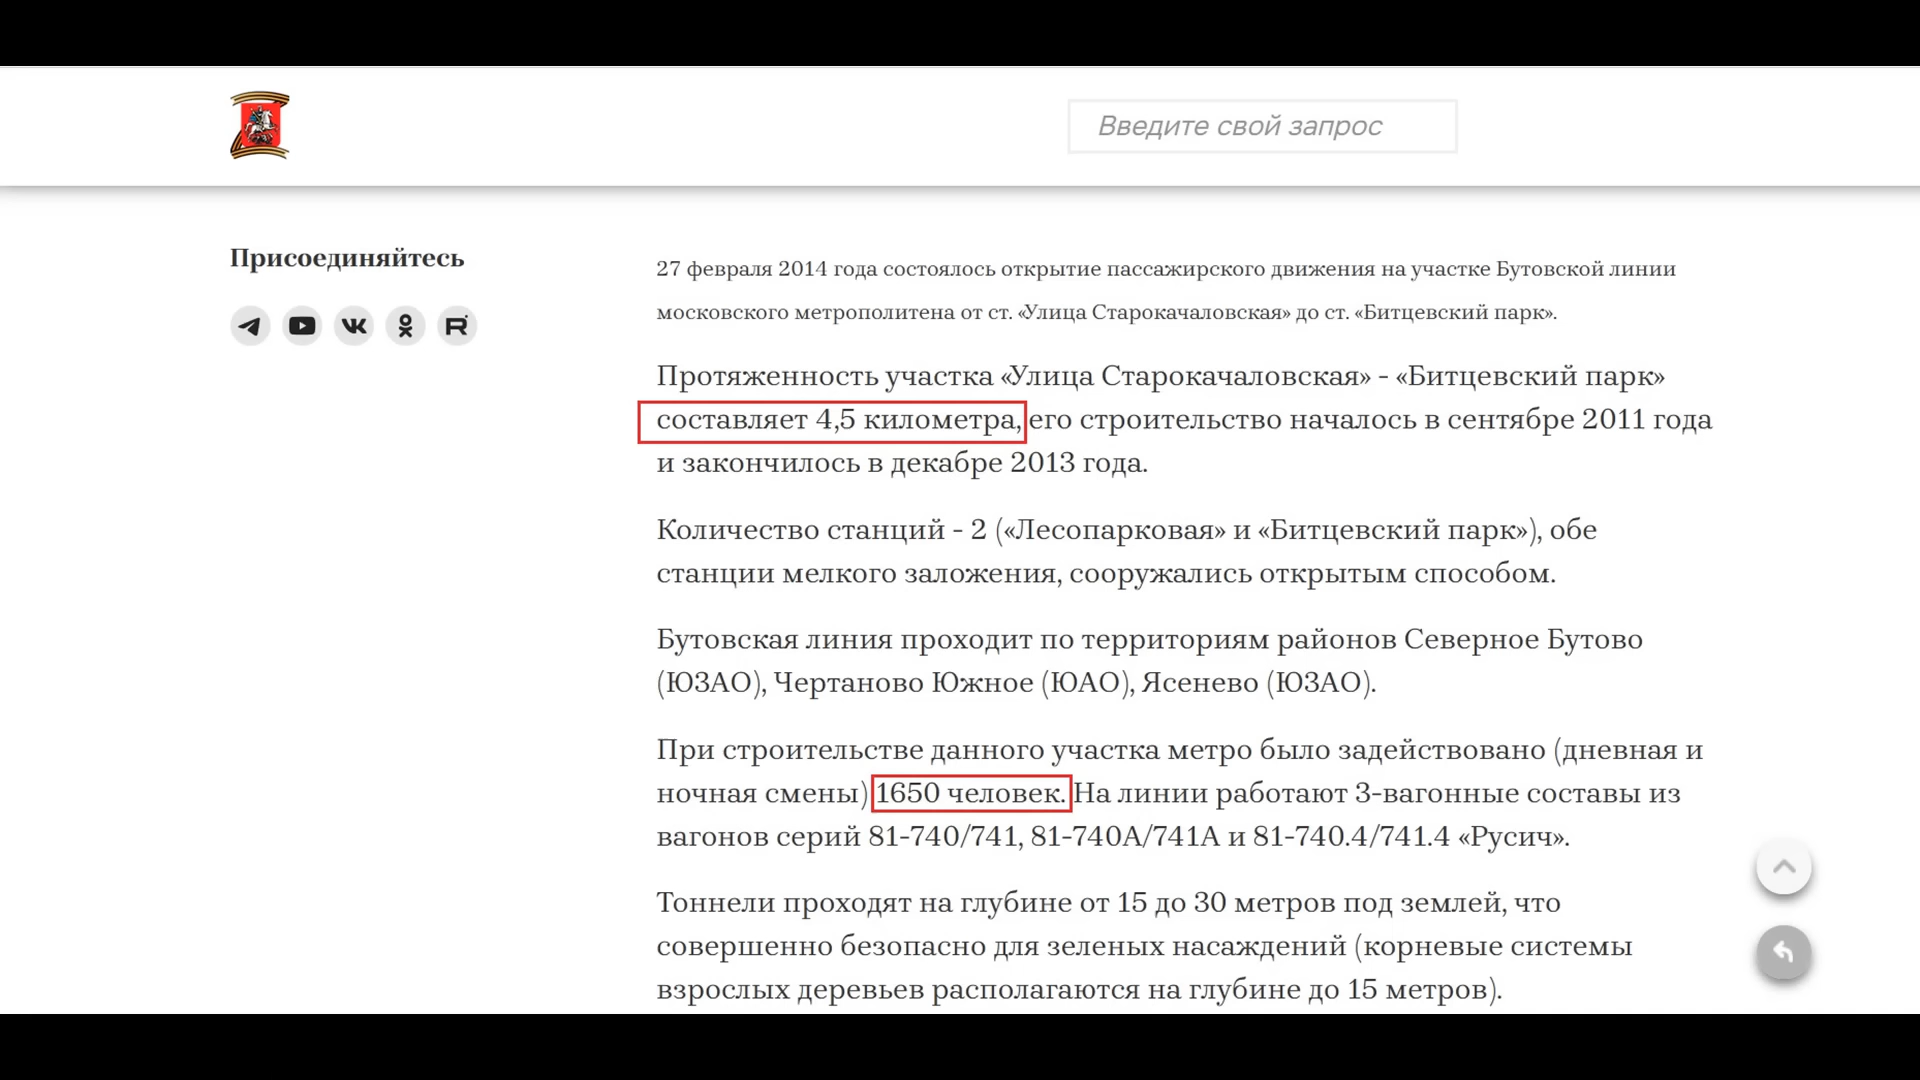 Введите свой запрос
Присоединяйтесь
27 февраля 2014 года состоялось открытие пассажирского движения на участке Бутовской линии
московского метрополитена от ст. «Улица Старокачаловская» до ст. «Битцевский парк».
Протяженность участка «Улица Старокачаловская» - «Битцевский парк»
составляет 4,5 километра, его строительство началось в сентябре 2011 года
и закончилось в декабре 2013 года.
Количество станций - 2 («Лесопарковая» и «Битцевский парк»), обе
станции мелкого заложения, сооружались открытым способом.
Бутовская линия проходит по территориям районов Северное Бутово
(ЮЗАО), Чертаново Южное (ЮАО), Ясенево (ЮЗАО).
При строительстве данного участка метро было задействовано (дневная и
ночная смены) 1650 человек. На линии работают 3-вагонные составы из
вагонов серий 81-740/741, 81-740А/741А и 81-740.4/741.4 «Русич».
Тоннели проходят на глубине от 15 до 30 метров под землей, что
совершенно безопасно для зеленых насаждений (корневые системы
взрослых деревьев располагаются на глубине до 15 метров).